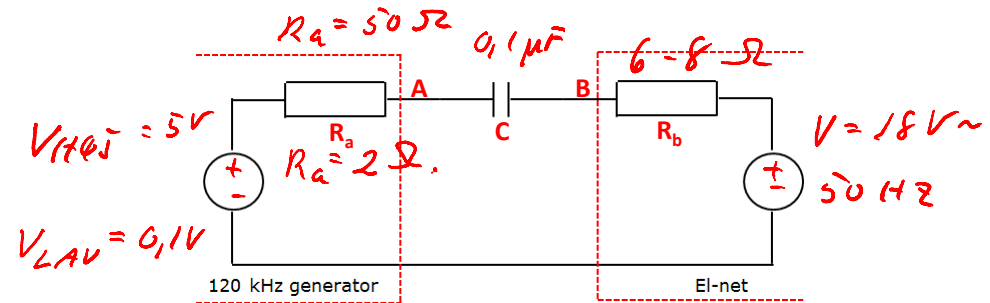 Ra = 50 Ω
0,1 μF
6-8 Ω
A
C
B
Ra
Rb
VHØJ = 5V
Ra = 2 Ω.
V = 18 V~
50 HZ
+
-
+
-
VLAV = 0,1V
120 kHz generator
El-net